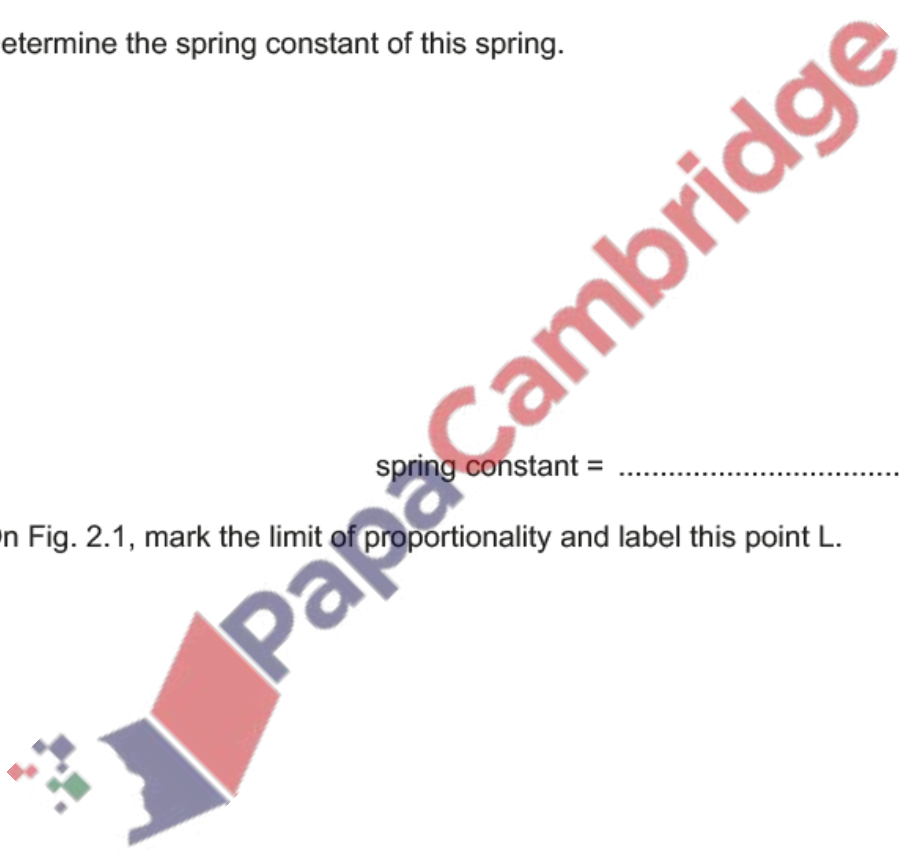 etermine the spring constant of this spring.
spring constant = ..................................
n Fig. 2.1, mark the limit of proportionality and label this point L.
PapaCambridge